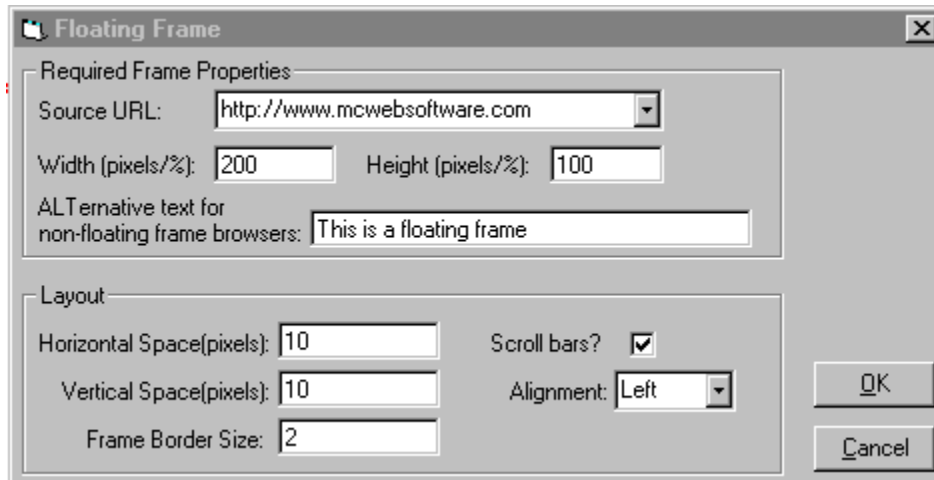 Floating Frame
Required Frame Properties
Source URL: http://www.mcwebsoftware.com
Width (pixels/%): 200 Height (pixels/%): 100
ALTernative text for
non-floating frame browsers: This is a floating frame
Layout
Horizontal Space(pixels): 10 Scroll bars?
Vertical Space(pixels): 10 Alignment: Left
Frame Border Size: 2
OK
Cancel